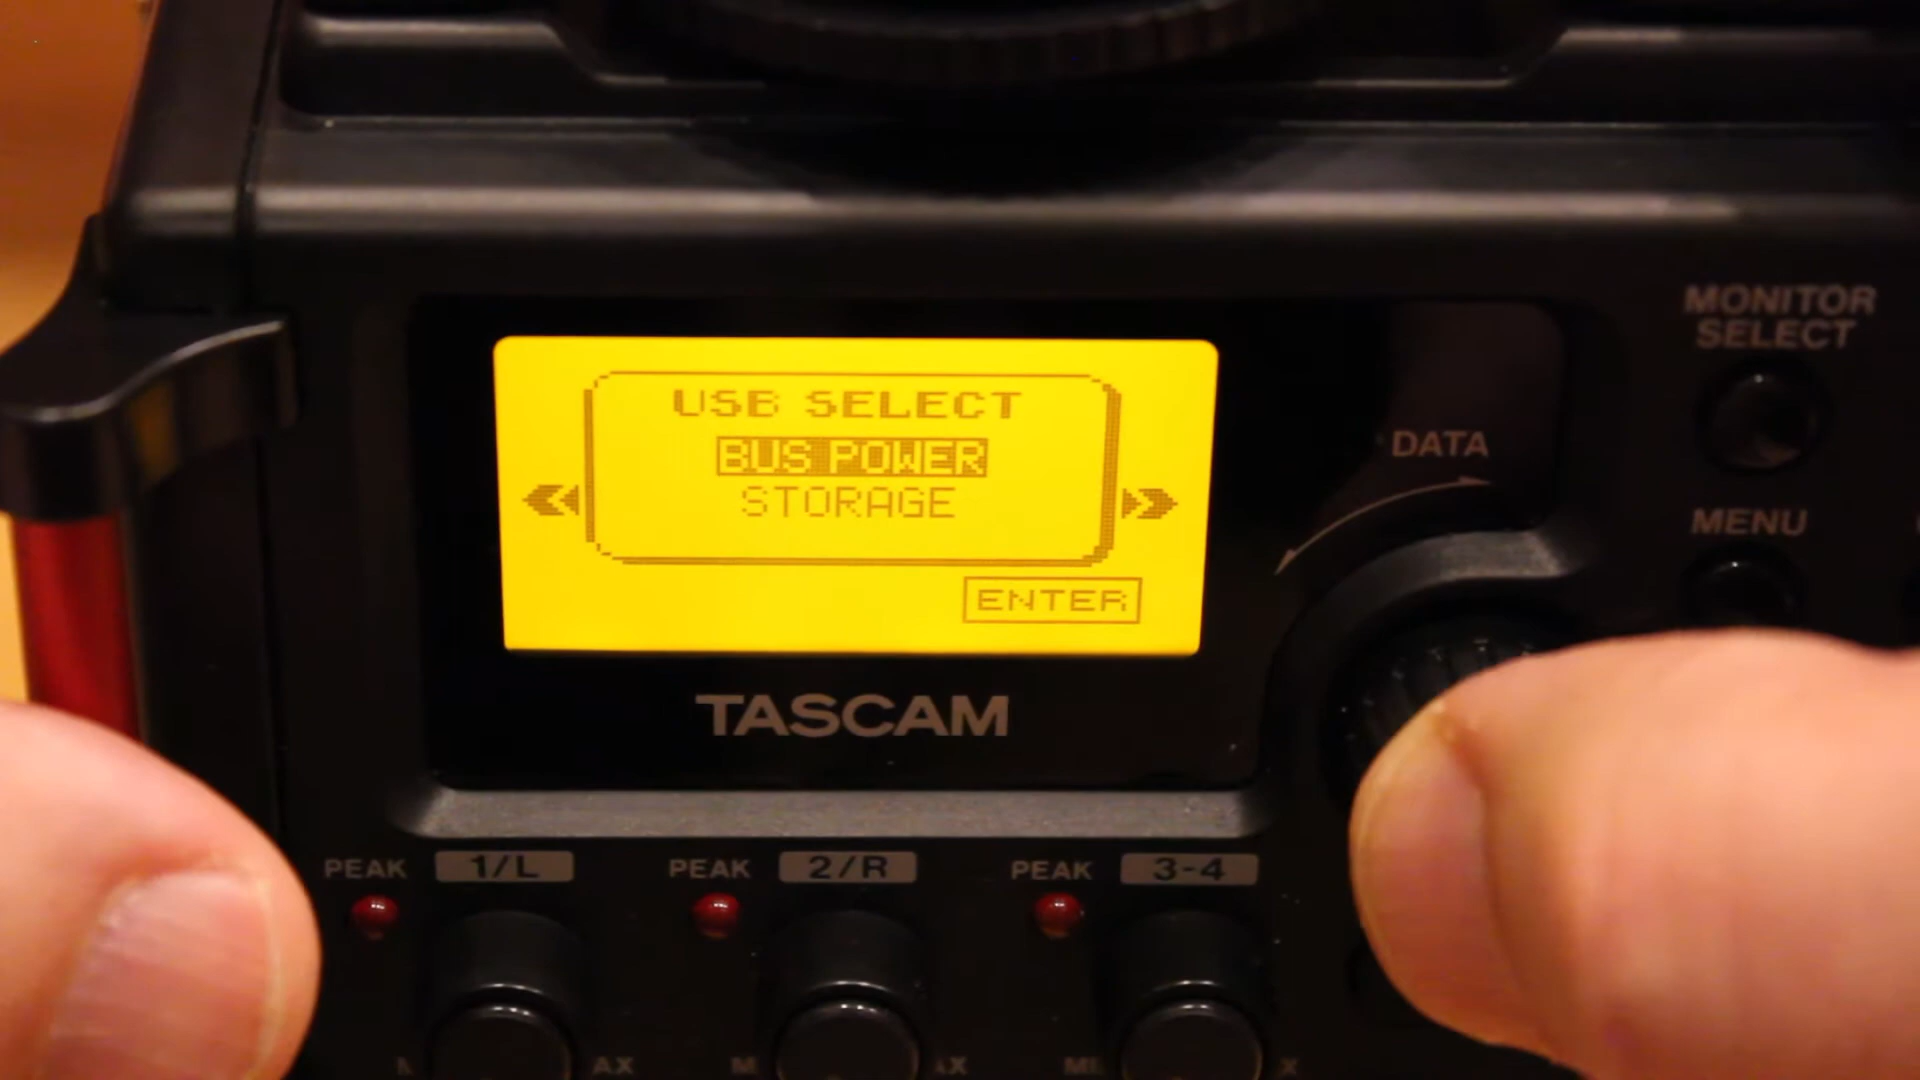 MONITOR
SELECT
USB SELECT
BUS POWER
STORAGE
ENTER
DATA
MENU
TASCAM
PEAK 1/L PEAK 2/R PEAK 3-4